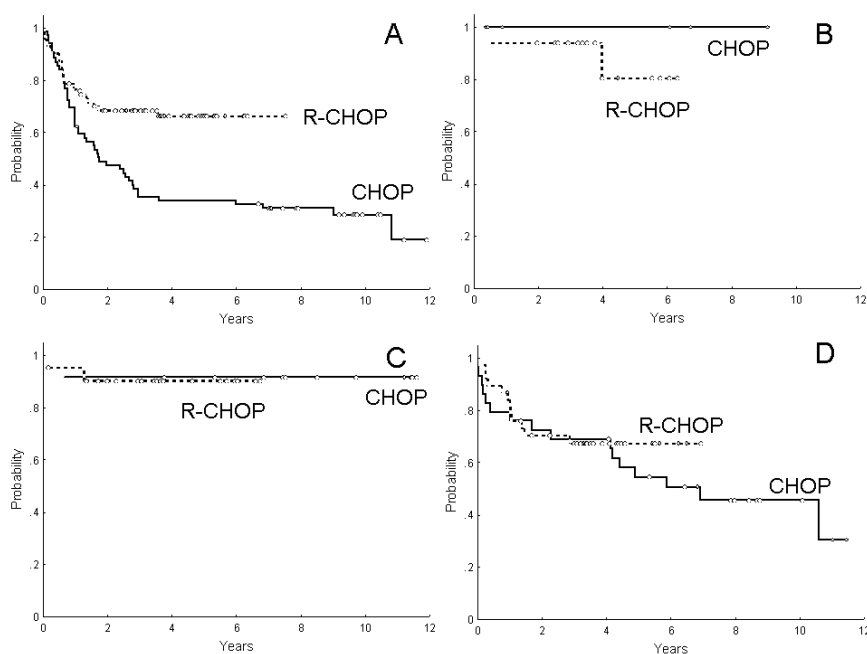 A
1
.8
.6
.4
.2
0
Probability
R-CHOP
CHOP
0 2 4 6 8 10 12
Years
B
1
.8
.6
.4
.2
0
Probability
CHOP
R-CHOP
0 2 4 6 8 10 12
Years
C
1
.8
.6
.4
.2
0
Probability
R-CHOP
CHOP
0 2 4 6 8 10 12
Years
D
1
.8
.6
.4
.2
0
Probability
R-CHOP
CHOP
0 2 4 6 8 10 12
Years